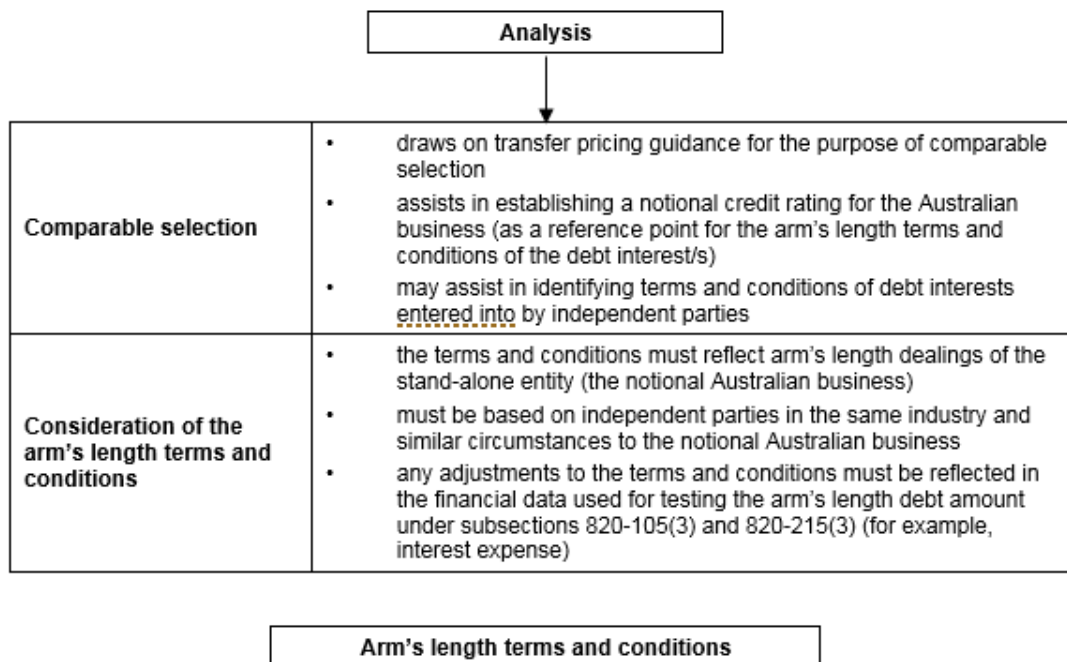 Analysis
Comparable selection
• draws on transfer pricing guidance for the purpose of comparable
selection
• assists in establishing a notional credit rating for the Australian
business (as a reference point for the arm’s length terms and
conditions of the debt interest/s)
• may assist in identifying terms and conditions of debt interests
entered into by independent parties
Consideration of the
arm’s length terms and
conditions
• the terms and conditions must reflect arm’s length dealings of the
stand-alone entity (the notional Australian business)
• must be based on independent parties in the same industry and
similar circumstances to the notional Australian business
• any adjustments to the terms and conditions must be reflected in
the financial data used for testing the arm’s length debt amount
under subsections 820-105(3) and 820-215(3) (for example,
interest expense)
Arm’s length terms and conditions